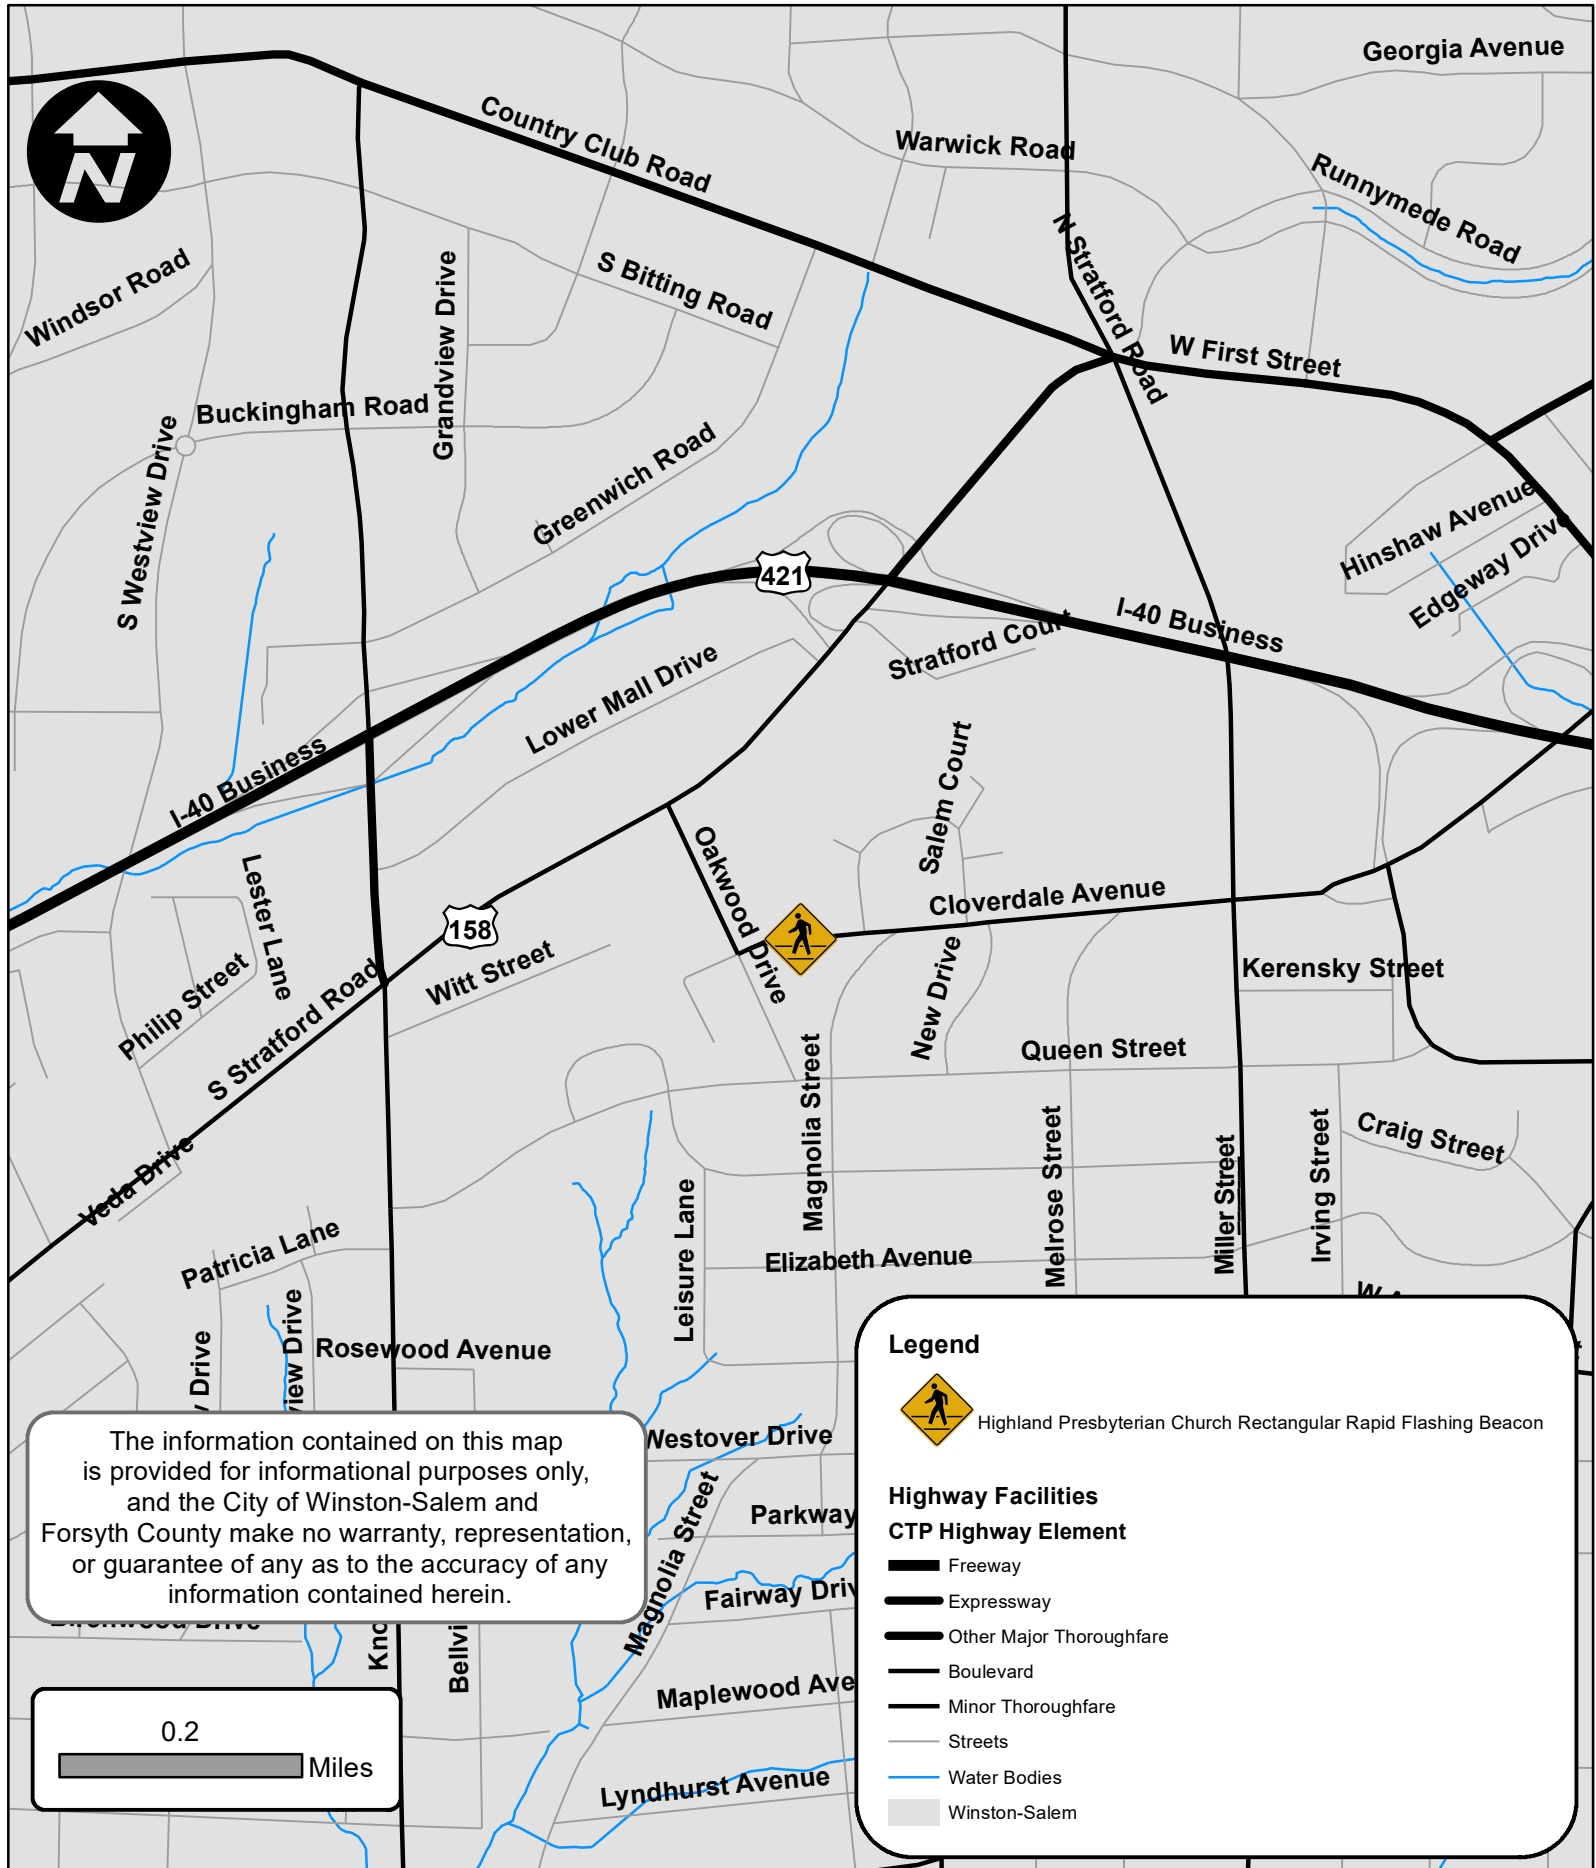 Georgia Avenue
Country Club Road
Warwick Road
Runnymede Road
N
Windsor Road
Grandview Drive
S Bitting Road
N Stratford Road
W First Street
Buckingham Road
S Westview Drive
Greenwich Road
Hinshaw Avenue
Edgeway Drive
421
I-40 Business
Stratford Court
Lower Mall Drive
I-40 Business
Salem Court
Oakwood Drive
Lester Lane
Cloverdale Avenue
158
Witt Street
Philip Street
S Stratford Road
New Drive
Kerensky Street
Queen Street
Magnolia Street
Melrose Street
Miller Street
Irving Street
Craig Street
Veda Drive
Patricia Lane
Leisure Lane
Elizabeth Avenue
Rosewood Avenue
Drive
view Drive
Westover Drive
Magnolia Street
Parkway
Fairway Driv
Maplewood Ave
Lyndhurst Avenue
Kno
Bellvi
The information contained on this map
is provided for informational purposes only,
and the City of Winston-Salem and
Forsyth County make no warranty, representation,
or guarantee of any as to the accuracy of any
information contained herein.
0.2
Miles
Legend
Highland Presbyterian Church Rectangular Rapid Flashing Beacon
Highway Facilities
CTP Highway Element
Freeway
Expressway
Other Major Thoroughfare
Boulevard
Minor Thoroughfare
Streets
Water Bodies
Winston-Salem